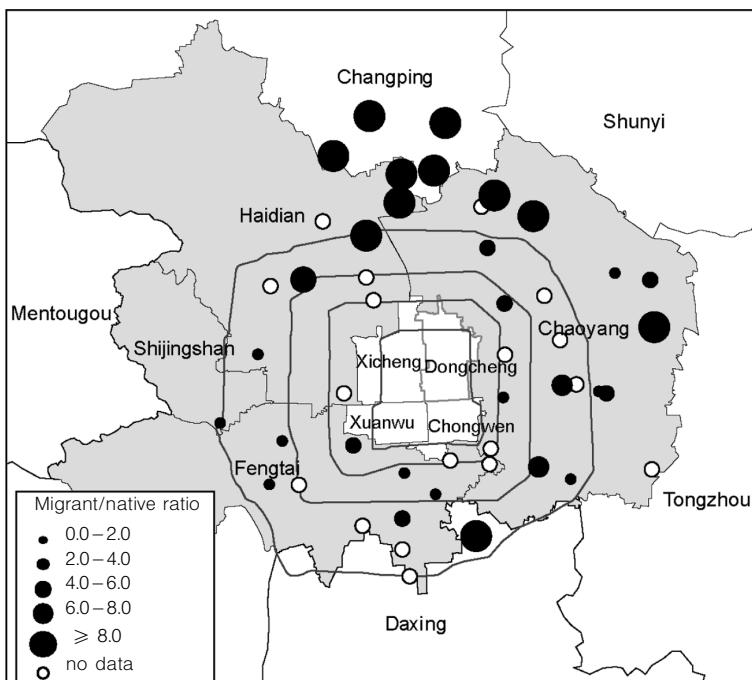 Changping
Shunyi
Haidian
Mentougou
Chaoyang
Shijingshan
Xicheng
Dongcheng
Xuanwu
Chongwen
Fengtai
Tongzhou
Daxing
Migrant/native ratio
0.0–2.0
2.0–4.0
4.0–6.0
6.0–8.0
⩾ 8.0
no data